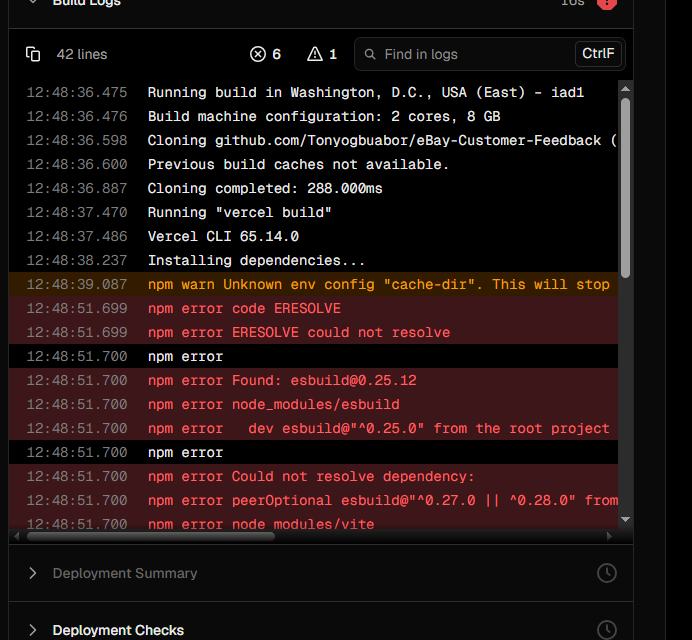 Build Logs
16s
42 lines
6
1
Find in logs
CtrlF
12:48:36.475 Running build in Washington, D.C., USA (East) – iad1
12:48:36.476 Build machine configuration: 2 cores, 8 GB
12:48:36.598 Cloning github.com/Tonyogbuabor/eBay-Customer-Feedback (
12:48:36.600 Previous build caches not available.
12:48:36.887 Cloning completed: 288.000ms
12:48:37.470 Running "vercel build"
12:48:37.486 Vercel CLI 65.14.0
12:48:38.237 Installing dependencies...
12:48:39.087 npm warn Unknown env config "cache-dir". This will stop
12:48:51.699 npm error code ERESOLVE
12:48:51.699 npm error ERESOLVE could not resolve
12:48:51.700 npm error
12:48:51.700 npm error Found: esbuild@0.25.12
12:48:51.700 npm error node_modules/esbuild
12:48:51.700 npm error   dev esbuild@"^0.25.0" from the root project
12:48:51.700 npm error
12:48:51.700 npm error Could not resolve dependency:
12:48:51.700 npm error peerOptional esbuild@"^0.27.0 || ^0.28.0" from
12:48:51.700 npm error node_modules/vite
Deployment Summary
Deployment Checks